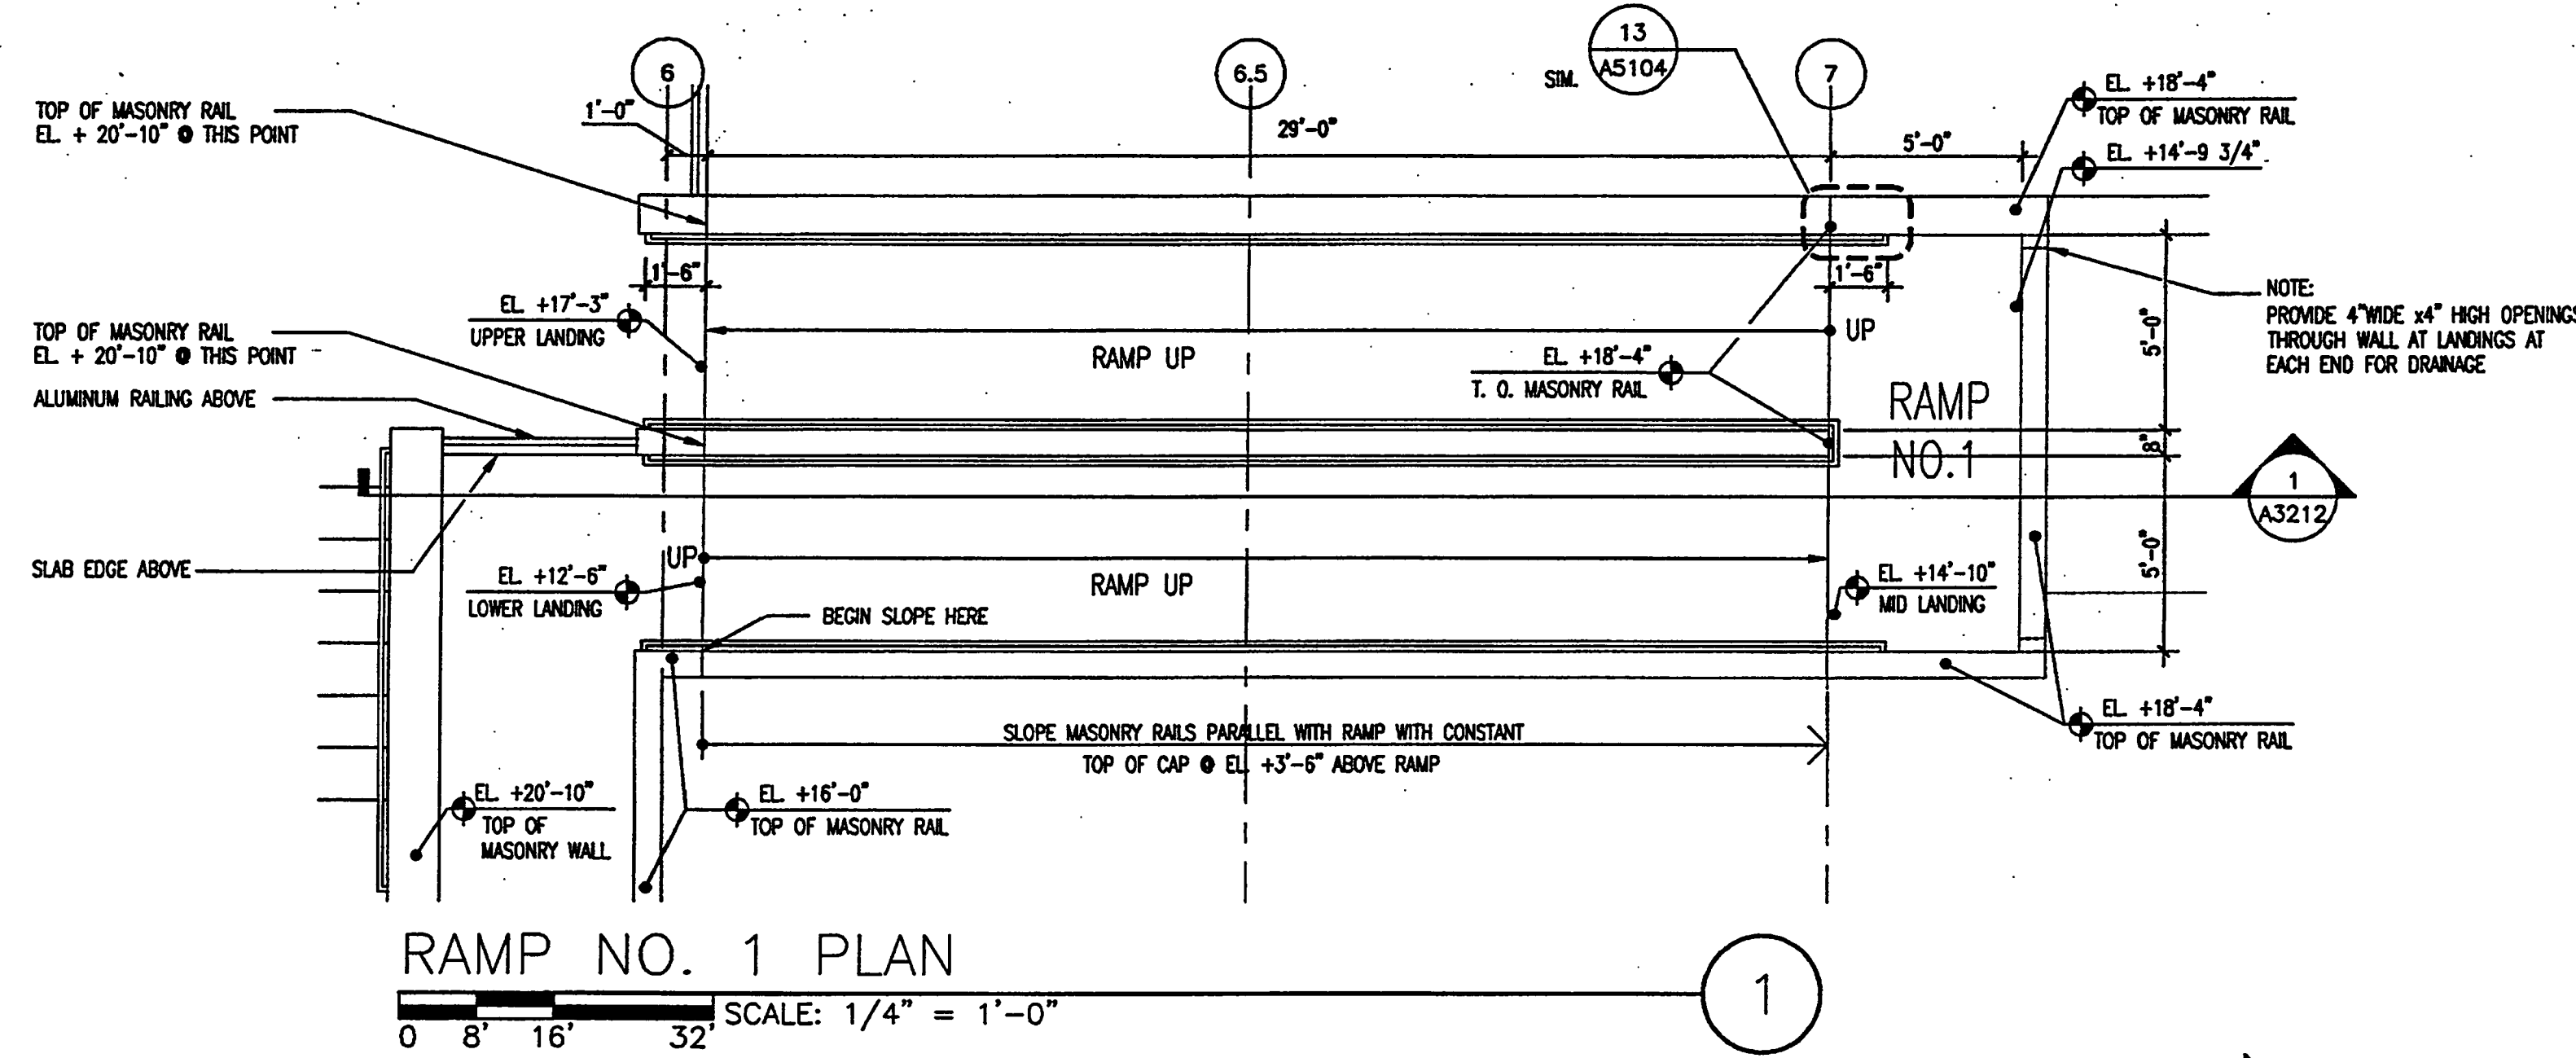 6
6.5
7
13
A5104
SIM.
TOP OF MASONRY RAIL
EL. + 20'-10" @ THIS POINT
1'-0"
29'-0"
5'-0"
EL. +18'-4"
TOP OF MASONRY RAIL
EL. +14'-9 3/4"
1'-6"
1'-6"
NOTE:
PROVIDE 4"WIDE x4" HIGH OPENINGS
THROUGH WALL AT LANDINGS AT
EACH END FOR DRAINAGE
EL. +17'-3"
UPPER LANDING
UP
RAMP UP
5'-0"
TOP OF MASONRY RAIL
EL. + 20'-10" @ THIS POINT
ALUMINUM RAILING ABOVE
EL. +18'-4"
T. O. MASONRY RAIL
RAMP
NO.1
8"
1
A3212
SLAB EDGE ABOVE
UP
RAMP UP
5'-0"
EL. +12'-6"
LOWER LANDING
EL. +14'-10"
MID LANDING
BEGIN SLOPE HERE
SLOPE MASONRY RAILS PARALLEL WITH RAMP WITH CONSTANT
TOP OF CAP @ EL. +3'-6" ABOVE RAMP
EL. +18'-4"
TOP OF MASONRY RAIL
EL. +20'-10"
TOP OF
MASONRY WALL
EL. +16'-0"
TOP OF MASONRY RAIL
RAMP NO. 1 PLAN
1
SCALE: 1/4" = 1'-0"
0 8' 16' 32'